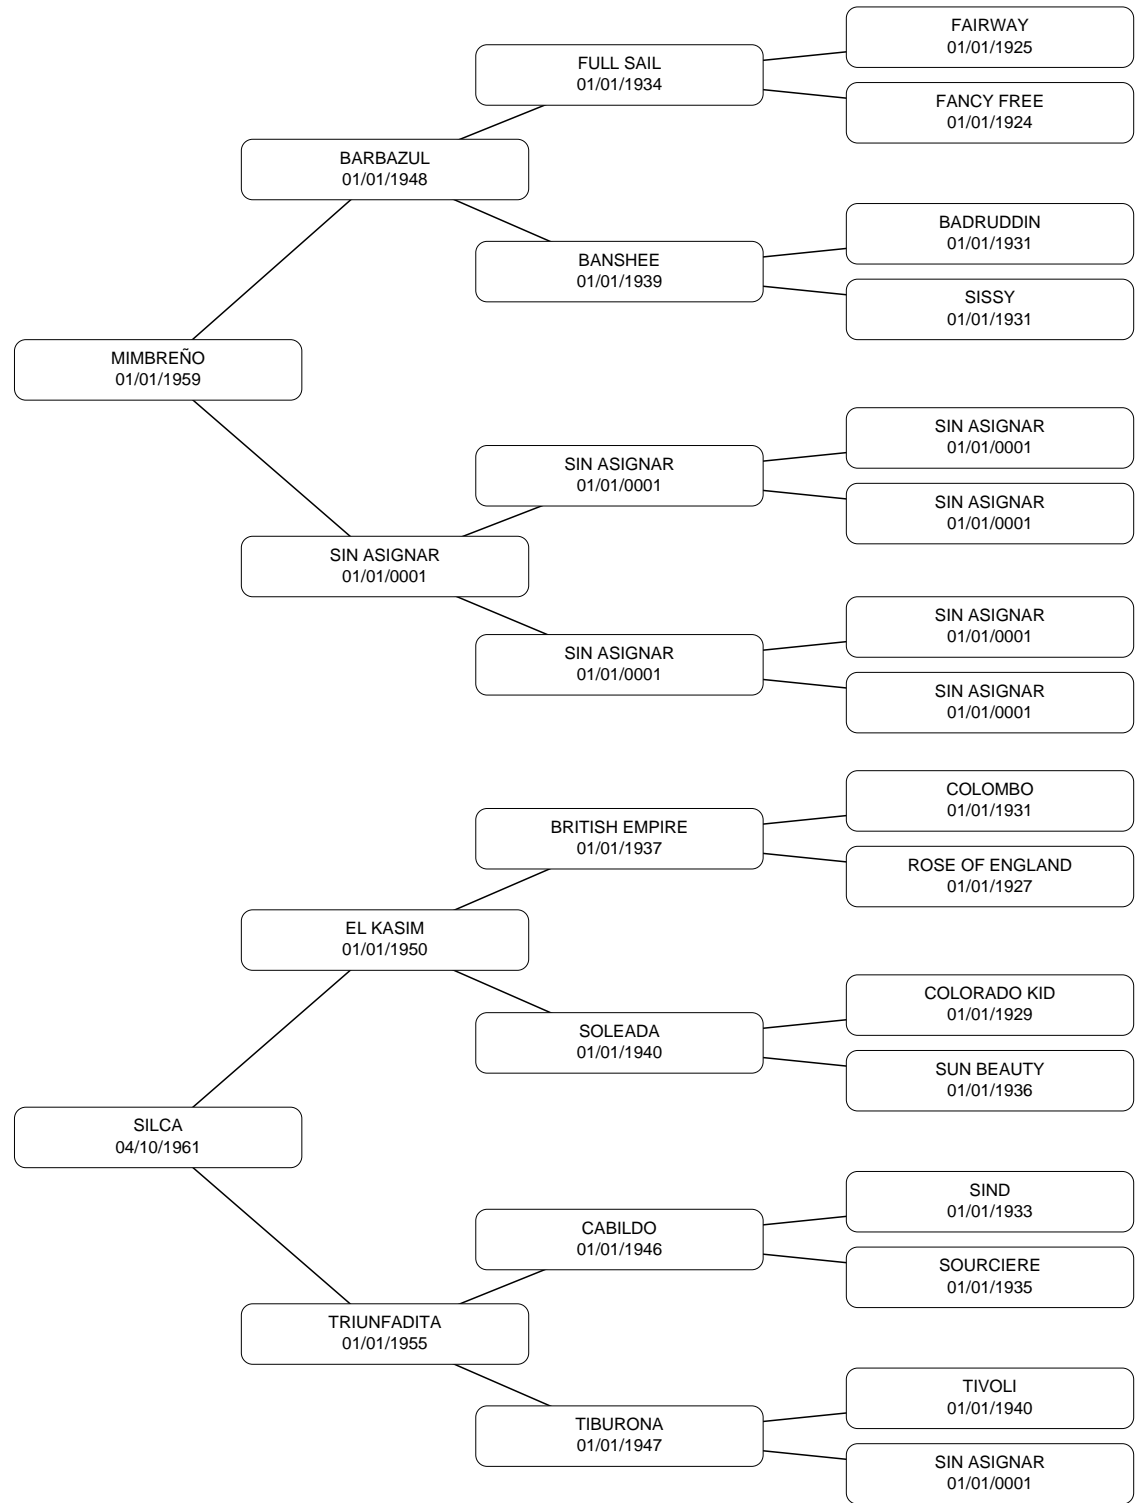 FAIRWAY
01/01/1925
FULL SAIL
01/01/1934
FANCY FREE
01/01/1924
BARBAZUL
01/01/1948
BADRUDDIN
01/01/1931
BANSHEE
01/01/1939
SISSY
01/01/1931
MIMBREÑO
01/01/1959
SIN ASIGNAR
01/01/0001
SIN ASIGNAR
01/01/0001
SIN ASIGNAR
01/01/0001
SIN ASIGNAR
01/01/0001
SIN ASIGNAR
01/01/0001
SIN ASIGNAR
01/01/0001
SIN ASIGNAR
01/01/0001
COLOMBO
01/01/1931
BRITISH EMPIRE
01/01/1937
ROSE OF ENGLAND
01/01/1927
EL KASIM
01/01/1950
COLORADO KID
01/01/1929
SOLEADA
01/01/1940
SUN BEAUTY
01/01/1936
SILCA
04/10/1961
SIND
01/01/1933
CABILDO
01/01/1946
SOURCIERE
01/01/1935
TRIUNFADITA
01/01/1955
TIVOLI
01/01/1940
TIBURONA
01/01/1947
SIN ASIGNAR
01/01/0001